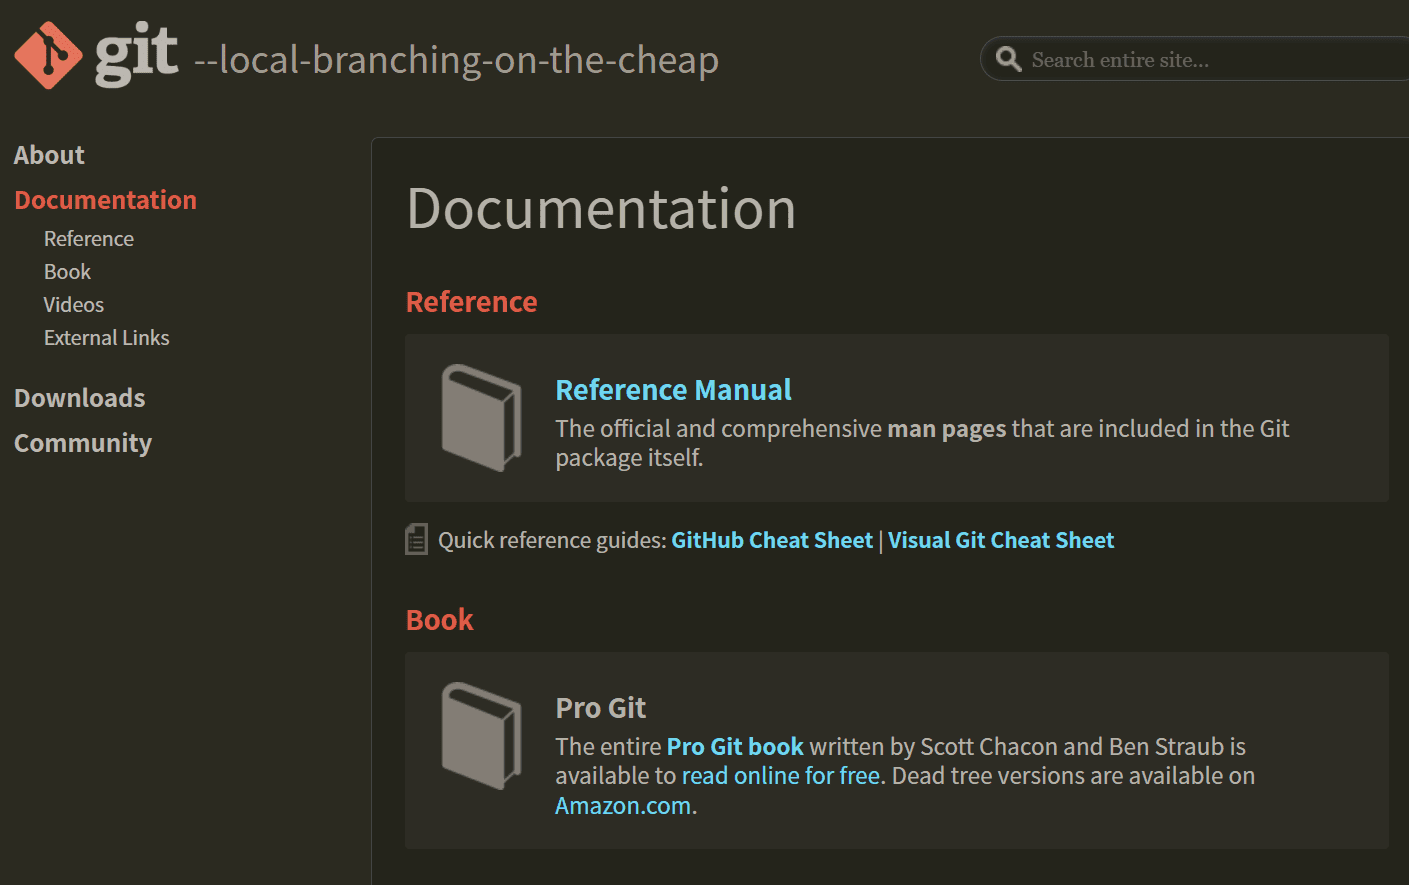 git --local-branching-on-the-cheap
Search entire site...
About
Documentation
Reference
Book
Videos
External Links
Downloads
Community
Documentation
Reference
Reference Manual
The official and comprehensive man pages that are included in the Git
package itself.
Quick reference guides: GitHub Cheat Sheet | Visual Git Cheat Sheet
Book
Pro Git
The entire Pro Git book written by Scott Chacon and Ben Straub is
available to read online for free. Dead tree versions are available on
Amazon.com.